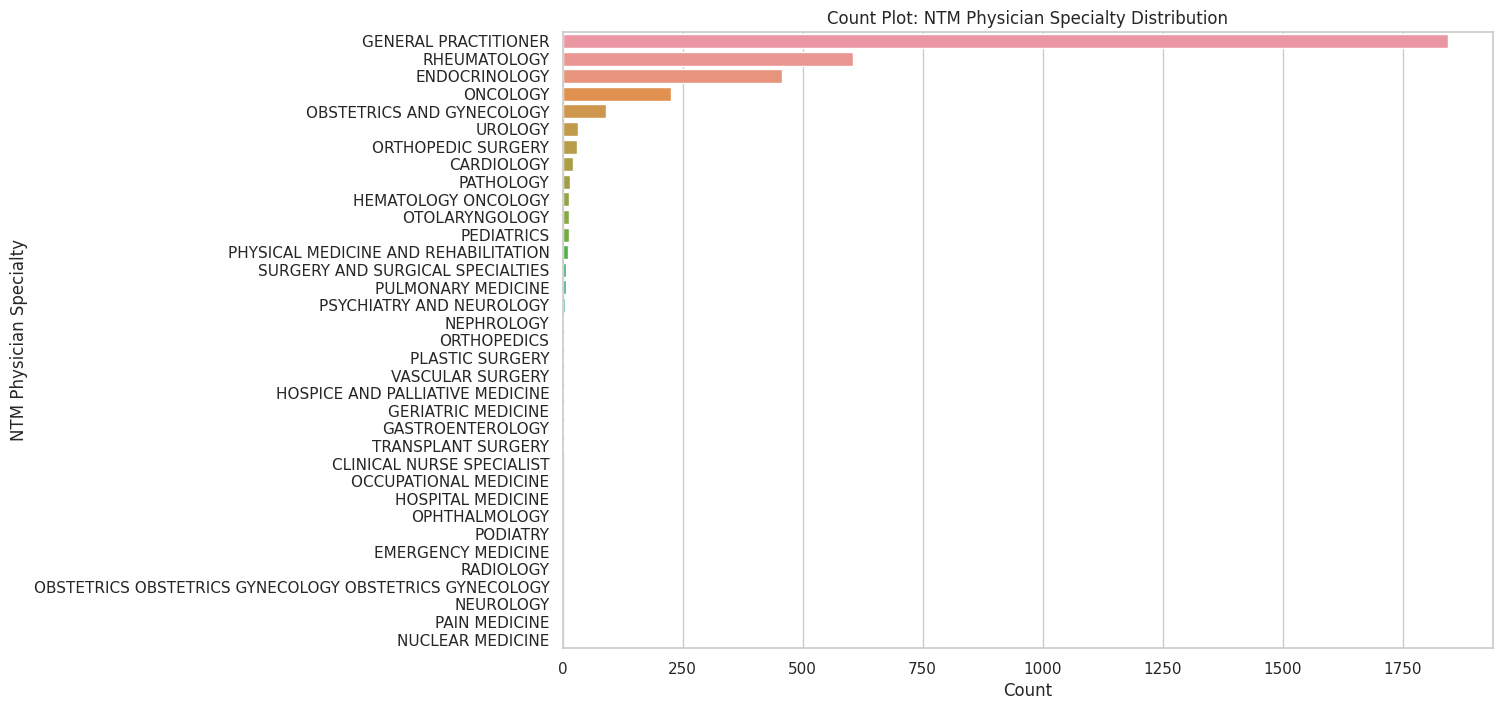 Count Plot: NTM Physician Specialty Distribution
NTM Physician Specialty
GENERAL PRACTITIONER
RHEUMATOLOGY
ENDOCRINOLOGY
ONCOLOGY
OBSTETRICS AND GYNECOLOGY
UROLOGY
ORTHOPEDIC SURGERY
CARDIOLOGY
PATHOLOGY
HEMATOLOGY ONCOLOGY
OTOLARYNGOLOGY
PEDIATRICS
PHYSICAL MEDICINE AND REHABILITATION
SURGERY AND SURGICAL SPECIALTIES
PULMONARY MEDICINE
PSYCHIATRY AND NEUROLOGY
NEPHROLOGY
ORTHOPEDICS
PLASTIC SURGERY
VASCULAR SURGERY
HOSPICE AND PALLIATIVE MEDICINE
GERIATRIC MEDICINE
GASTROENTEROLOGY
TRANSPLANT SURGERY
CLINICAL NURSE SPECIALIST
OCCUPATIONAL MEDICINE
HOSPITAL MEDICINE
OPHTHALMOLOGY
PODIATRY
EMERGENCY MEDICINE
RADIOLOGY
OBSTETRICS OBSTETRICS GYNECOLOGY OBSTETRICS GYNECOLOGY
NEUROLOGY
PAIN MEDICINE
NUCLEAR MEDICINE
0 250 500 750 1000 1250 1500 1750
Count